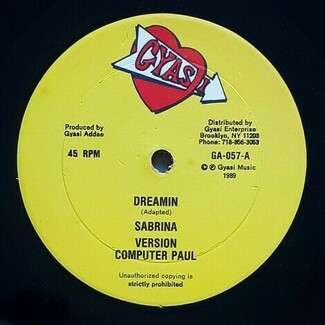 GYASI
Produced by
Gyasi Addae
Distributed by
Gyasi Enterprise
Brooklyn, NY 11203
Phone: 718-856-3053
45 RPM
GA-057-A
© ℗ Gyasi Music
1989
DREAMIN
(Adapted)
SABRINA
VERSION
COMPUTER PAUL
Unauthorized copying is
strictly prohibited